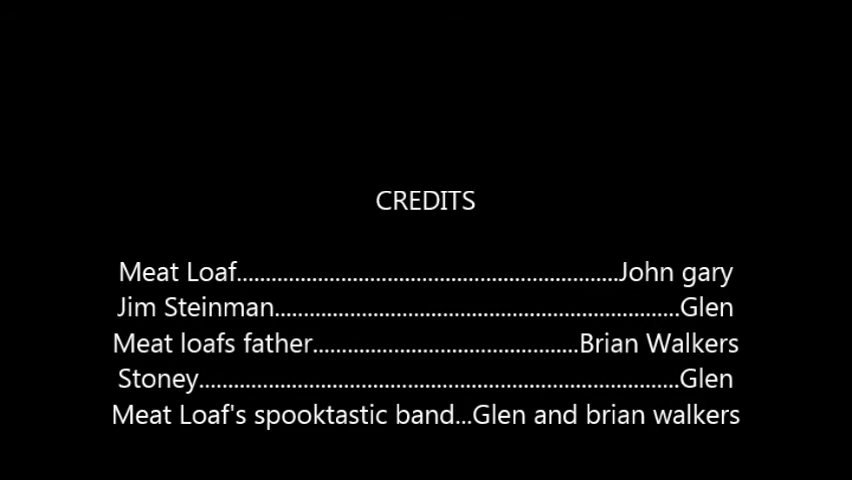 CREDITS
Meat Loaf..................................................................John gary
Jim Steinman......................................................................Glen
Meat loafs father..............................................Brian Walkers
Stoney...................................................................................Glen
Meat Loaf's spooktastic band...Glen and brian walkers